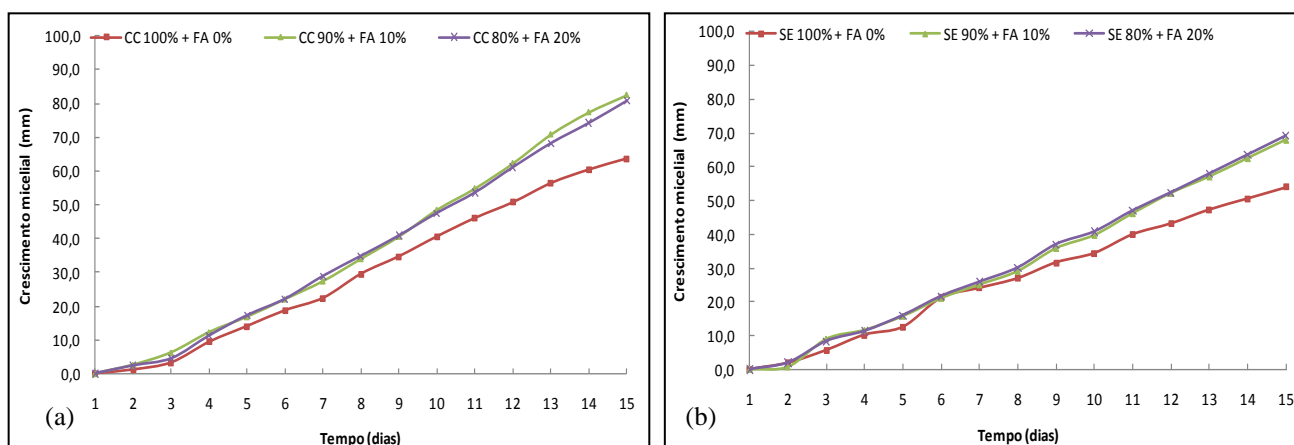 CC 100% + FA 0% CC 90% + FA 10% CC 80% + FA 20%
100,0
90,0
80,0
70,0
60,0
50,0
40,0
30,0
20,0
10,0
0,0
Crescimento micelial (mm)
1 2 3 4 5 6 7 8 9 10 11 12 13 14 15
Tempo (dias)
(a)
SE 100% + FA 0% SE 90% + FA 10% SE 80% + FA 20%
100,0
90,0
80,0
70,0
60,0
50,0
40,0
30,0
20,0
10,0
0,0
Crescimento micelial (mm)
1 2 3 4 5 6 7 8 9 10 11 12 13 14 15
Tempo (dias)
(b)